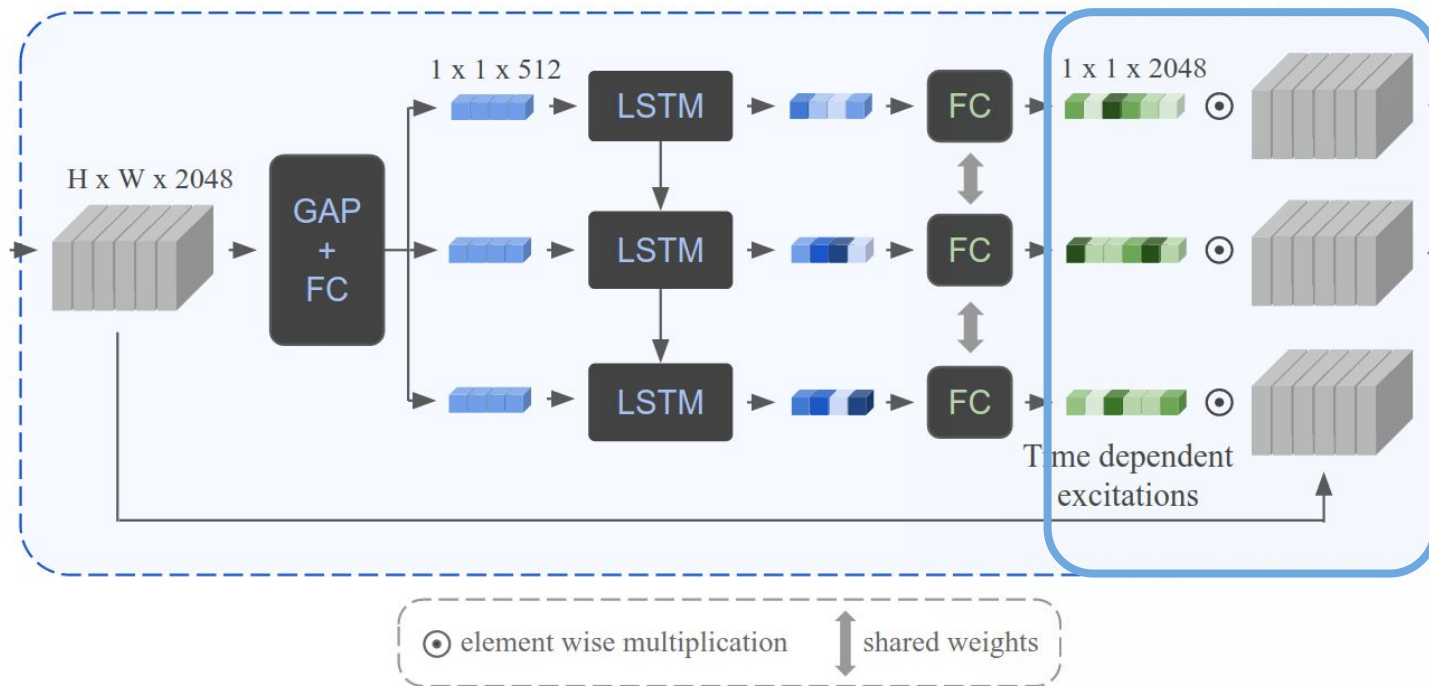 1 x 1 x 512
1 x 1 x 2048
LSTM
FC
H x W x 2048
GAP
+
FC
LSTM
FC
LSTM
FC
Time dependent
excitations
element wise multiplication
shared weights